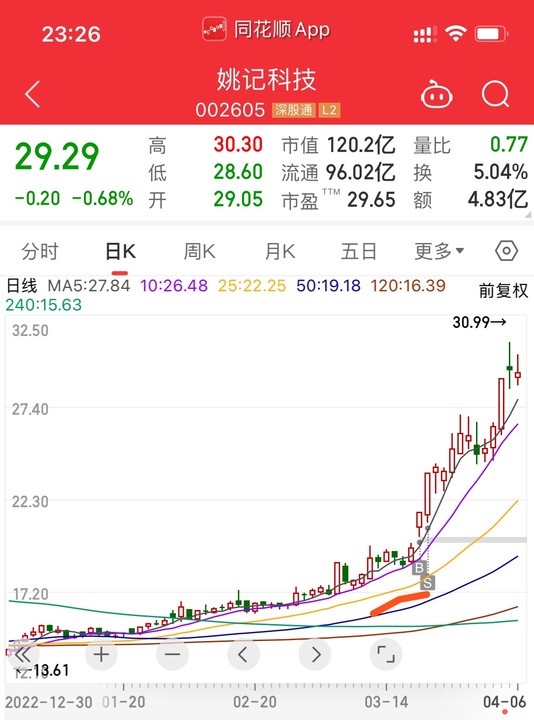 23:26 同花顺App
姚记科技
002605 深股通 L2
29.29 高 30.30 市值 120.2亿 量比 0.77
低 28.60 流通 96.02亿 换 5.04%
-0.20 -0.68% 开 29.05 市盈TTM 29.65 额 4.83亿
分时 日K 周K 月K 五日 更多
日线 MA5:27.84 10:26.48 25:22.25 50:19.18 120:16.39 前复权
240:15.63
32.50
30.99→
27.40
22.30
B
S
17.20
←13.61
2022-12-30 01-20 02-20 03-14 04-06